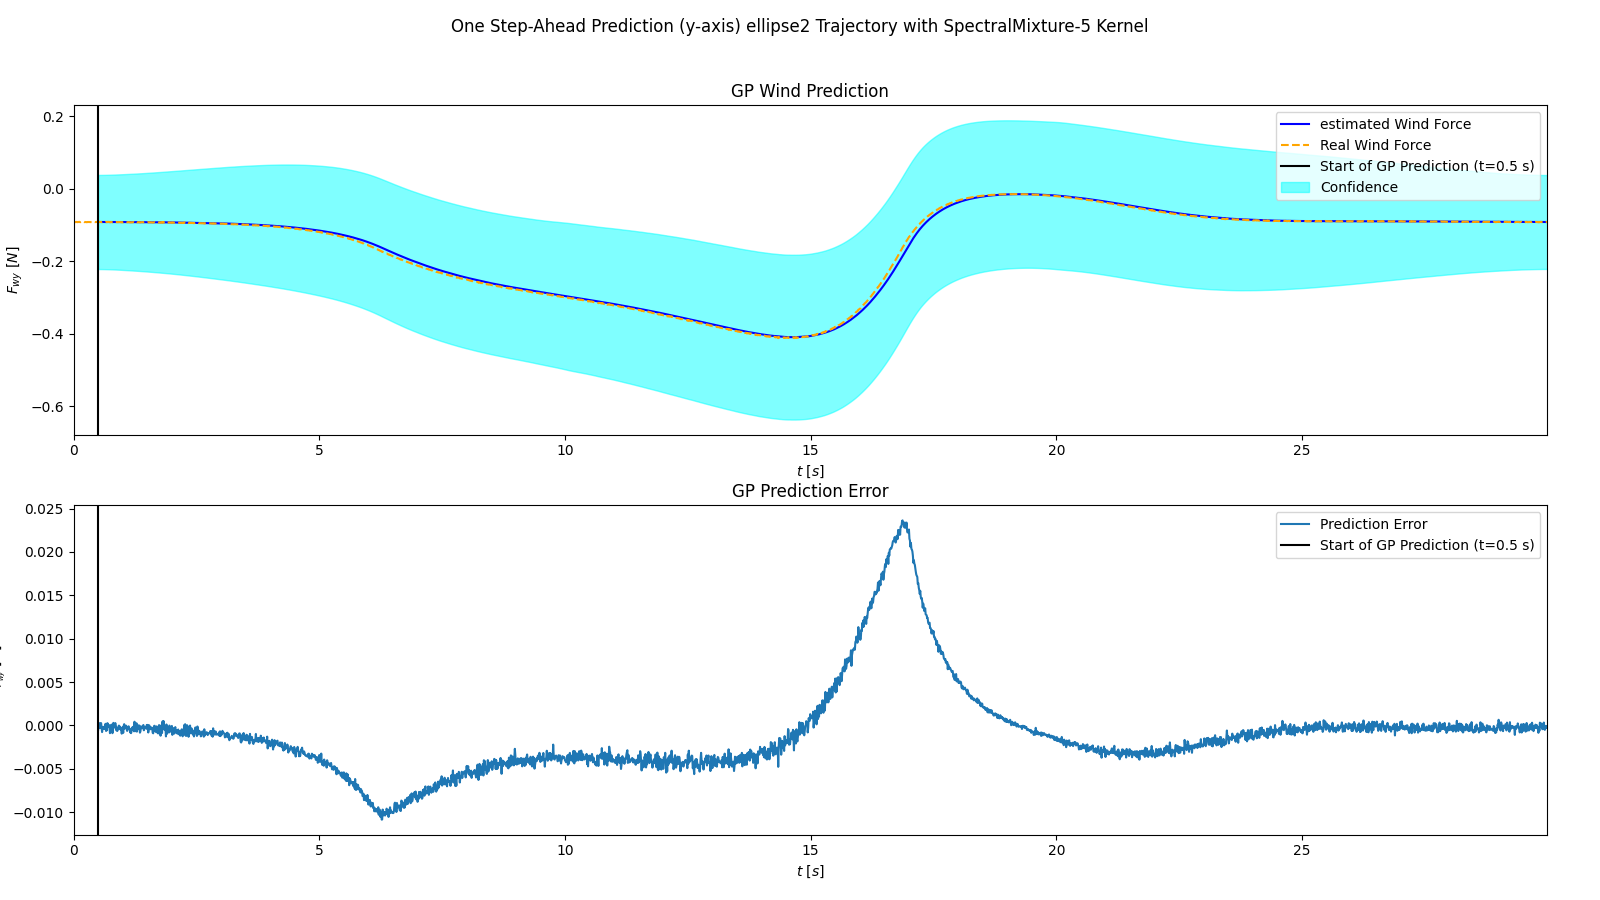 One Step-Ahead Prediction (y-axis) ellipse2 Trajectory with SpectralMixture-5 Kernel
GP Wind Prediction
estimated Wind Force
Real Wind Force
Start of GP Prediction (t=0.5 s)
Confidence
0.2
0.0
−0.2
−0.4
−0.6
F_wy [N]
0 5 10 15 20 25
t [s]
GP Prediction Error
Prediction Error
Start of GP Prediction (t=0.5 s)
0.025
0.020
0.015
0.010
0.005
0.000
−0.005
−0.010
0 5 10 15 20 25
t [s]